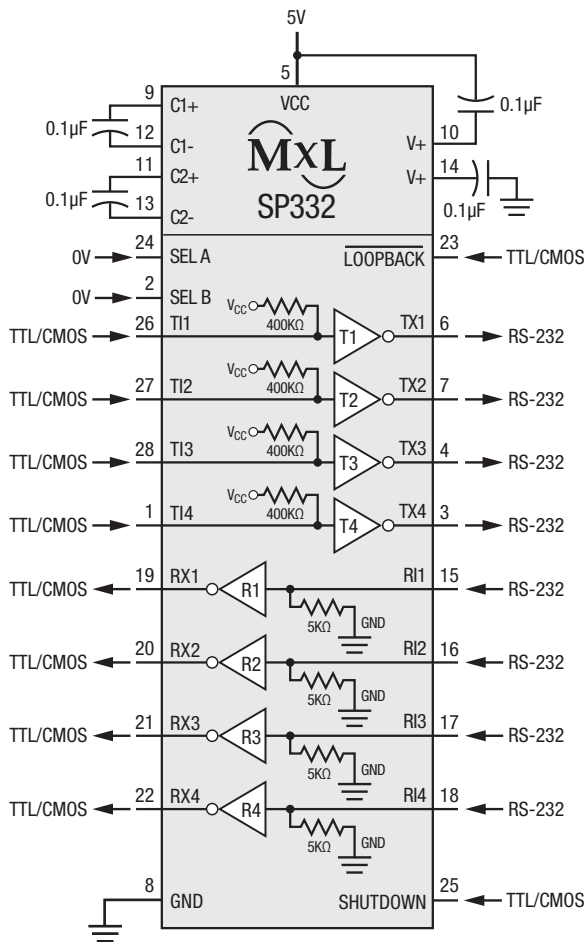 5V
5
VCC
9 C1+
0.1µF
12 C1-
11 C2+
0.1µF
13 C2-
0.1µF
V+ 10
V+ 14
0.1µF
MxL
SP332
0V 24 SEL A
LOOPBACK 23 TTL/CMOS
0V 2 SEL B
VCC 400KΩ
TTL/CMOS 26 TI1 T1 TX1 6 RS-232
VCC 400KΩ
TTL/CMOS 27 TI2 T2 TX2 7 RS-232
VCC 400KΩ
TTL/CMOS 28 TI3 T3 TX3 4 RS-232
VCC 400KΩ
TTL/CMOS 1 TI4 T4 TX4 3 RS-232
TTL/CMOS 19 RX1 R1 RI1 15 RS-232
5KΩ GND
TTL/CMOS 20 RX2 R2 RI2 16 RS-232
5KΩ GND
TTL/CMOS 21 RX3 R3 RI3 17 RS-232
5KΩ GND
TTL/CMOS 22 RX4 R4 RI4 18 RS-232
5KΩ GND
8 GND
SHUTDOWN 25 TTL/CMOS